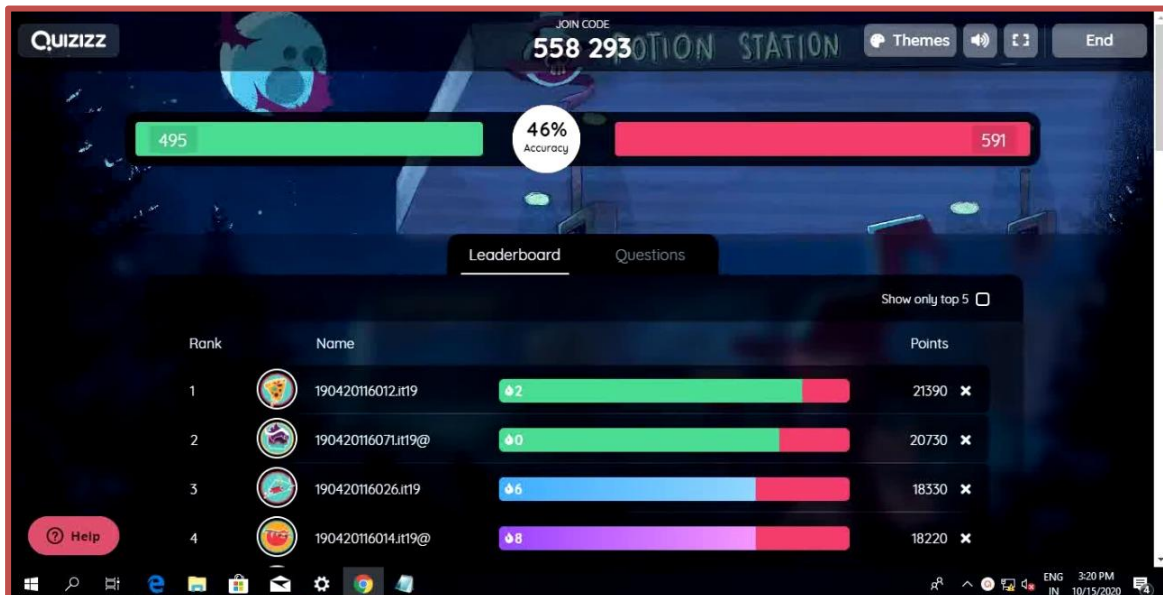 QUIZIZZ
JOIN CODE
558 293
POTION STATION
Themes
End
495
46%
Accuracy
591
Leaderboard
Questions
Show only top 5
Rank
Name
Points
1
190420116012.it19
2
21390
2
190420116071.it19@
0
20730
3
190420116026.it19
6
18330
4
190420116014.it19@
8
18220
Help
ENG
IN
3:20 PM
10/15/2020
4